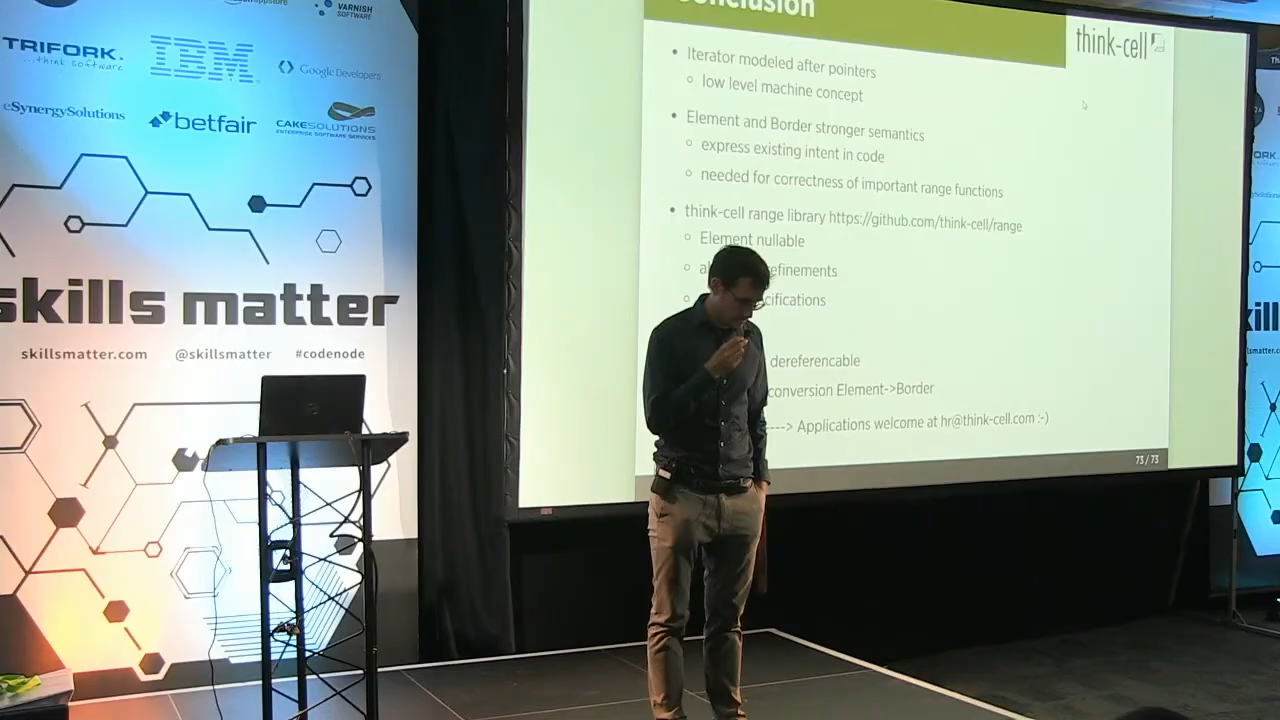 VARNISH
SOFTWARE
TRIFORK.
...think software
IBM
Google Developers
eSynergySolutions
betfair
CAKESOLUTIONS
ENTERPRISE SOFTWARE SERVICES
skills matter
skillsmatter.com @skillsmatter #codenode
think-cell
Iterator modeled after pointers
low level machine concept
Element and Border stronger semantics
express existing intent in code
needed for correctness of important range functions
think-cell range library https://github.com/think-cell/range
Element nullable
dereferencable
conversion Element->Border
---> Applications welcome at hr@think-cell.com :-)
73 / 73